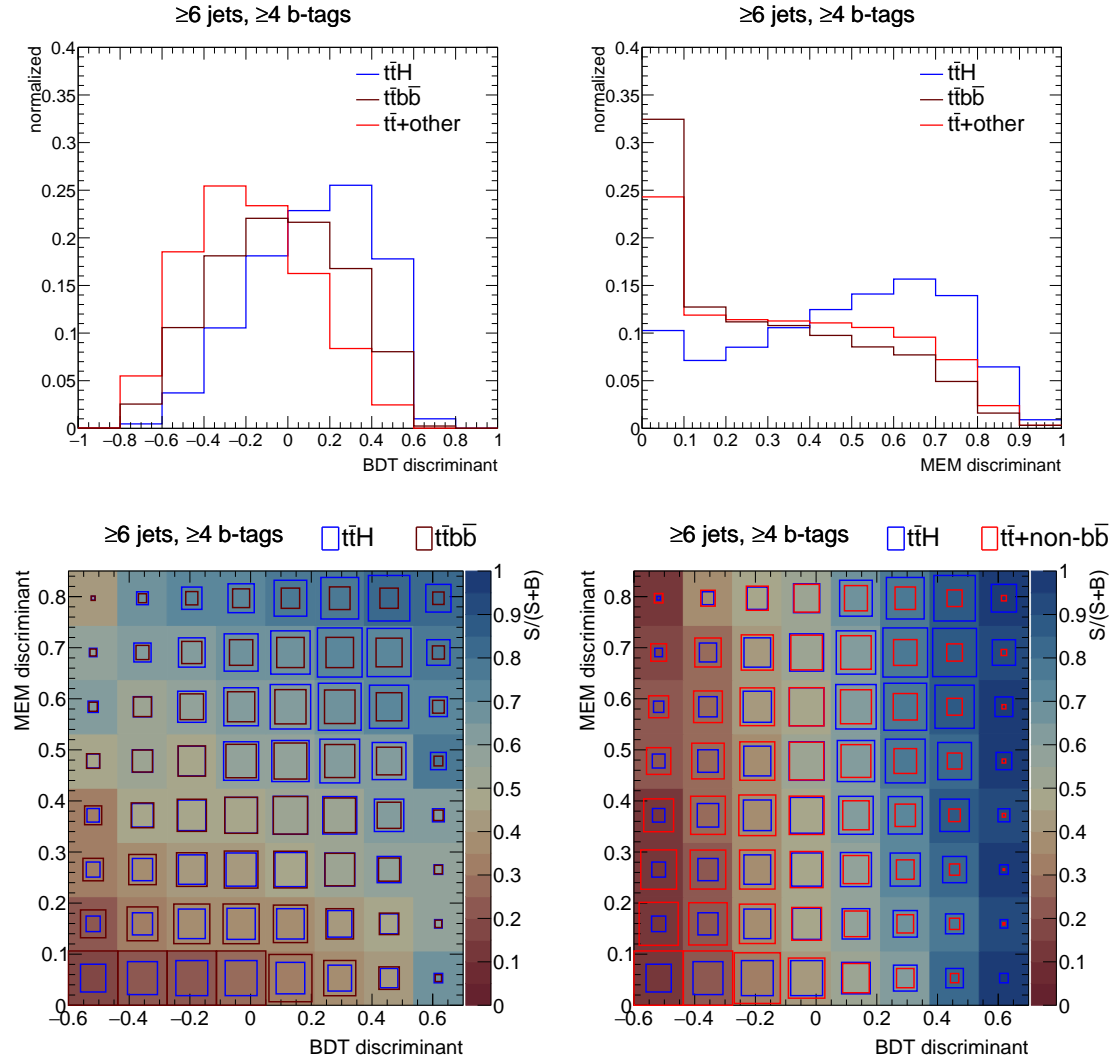 ≥6 jets, ≥4 b-tags
normalized
0.4
0.35
0.3
0.25
0.2
0.15
0.1
0.05
0
tt̄H
tt̄bb̄
tt̄+other
−1 −0.8 −0.6 −0.4 −0.2 0 0.2 0.4 0.6 0.8 1
BDT discriminant
≥6 jets, ≥4 b-tags
normalized
0.4
0.35
0.3
0.25
0.2
0.15
0.1
0.05
0
tt̄H
tt̄bb̄
tt̄+other
0 0.1 0.2 0.3 0.4 0.5 0.6 0.7 0.8 0.9 1
MEM discriminant
≥6 jets, ≥4 b-tags tt̄H tt̄bb̄
MEM discriminant
0.8
0.7
0.6
0.5
0.4
0.3
0.2
0.1
0
−0.6 −0.4 −0.2 0 0.2 0.4 0.6
BDT discriminant
1
0.9
0.8
0.7
0.6
0.5
0.4
0.3
0.2
0.1
0
S/(S+B)
≥6 jets, ≥4 b-tags tt̄H tt̄+non-bb̄
MEM discriminant
0.8
0.7
0.6
0.5
0.4
0.3
0.2
0.1
0
−0.6 −0.4 −0.2 0 0.2 0.4 0.6
BDT discriminant
1
0.9
0.8
0.7
0.6
0.5
0.4
0.3
0.2
0.1
0
S/(S+B)